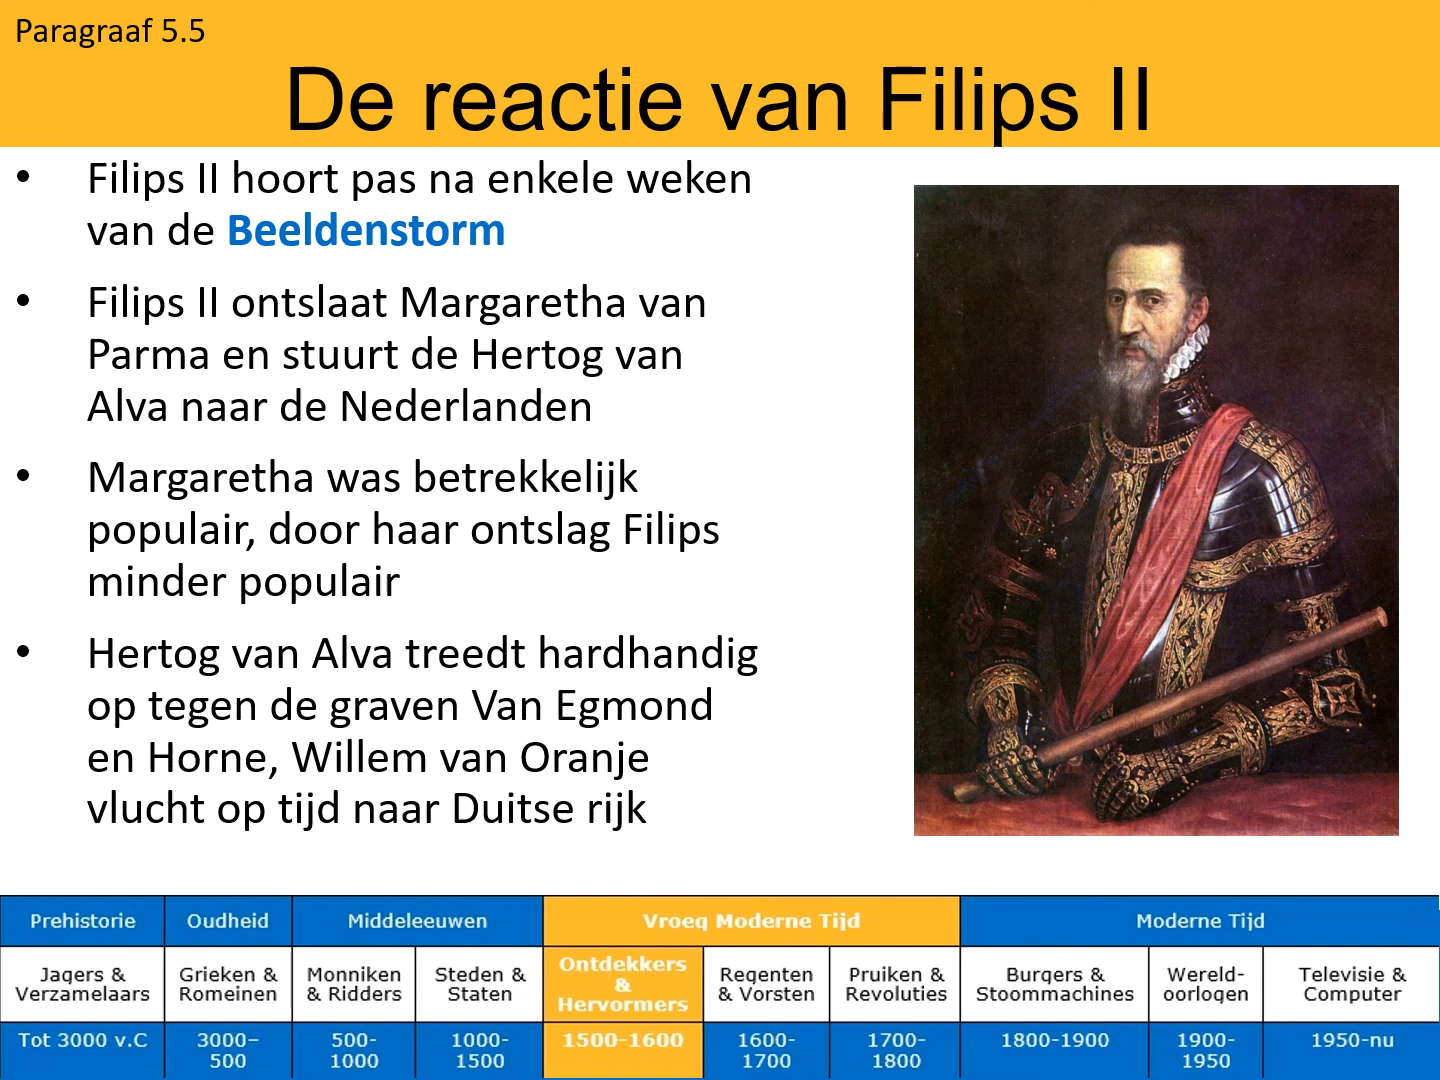 Paragraaf 5.5
De reactie van Filips II
• Filips II hoort pas na enkele weken
van de Beeldenstorm
• Filips II ontslaat Margaretha van
Parma en stuurt de Hertog van
Alva naar de Nederlanden
• Margaretha was betrekkelijk
populair, door haar ontslag Filips
minder populair
• Hertog van Alva treedt hardhandig
op tegen de graven Van Egmond
en Horne, Willem van Oranje
vlucht op tijd naar Duitse rijk
Prehistorie Oudheid Middeleeuwen Vroeg Moderne Tijd Moderne Tijd
Jagers &
Verzamelaars
Grieken &
Romeinen
Monniken
& Ridders
Steden &
Staten
Ontdekkers
&
Hervormers
Regenten
& Vorsten
Pruiken &
Revoluties
Burgers &
Stoommachines
Wereld-
oorlogen
Televisie &
Computer
Tot 3000 v.C
3000–
500
500-
1000
1000-
1500
1500-1600
1600-
1700
1700-
1800
1800-1900
1900-
1950
1950-nu